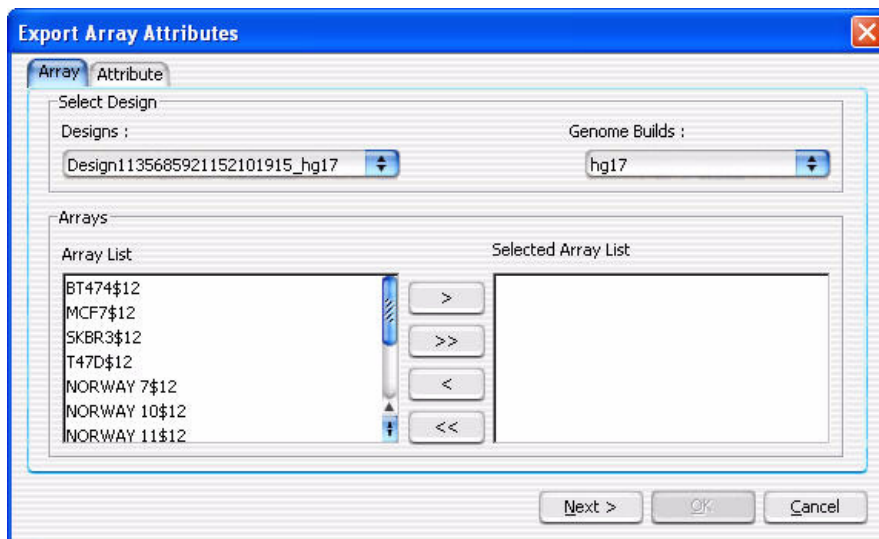 Export Array Attributes
Array Attribute
Select Design
Designs : Genome Builds :
Design1135685921152101915_hg17 hg17
Arrays
Array List Selected Array List
BT474$12
MCF7$12
SKBR3$12
T47D$12
NORWAY 7$12
NORWAY 10$12
NORWAY 11$12
>
>>
<
<<
Next > OK Cancel